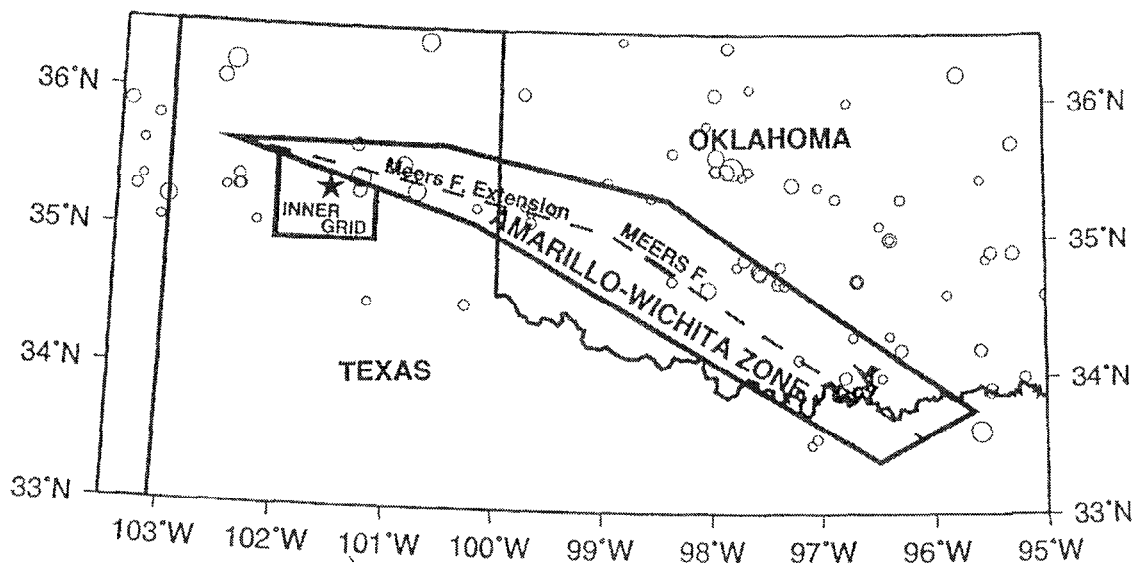 36°N
36°N
OKLAHOMA
Meers F. Extension
35°N
INNER
GRID
MEERS F.
35°N
AMARILLO-WICHITA ZONE
34°N
TEXAS
34°N
33°N
33°N
103°W
102°W
101°W
100°W
99°W
98°W
97°W
96°W
95°W